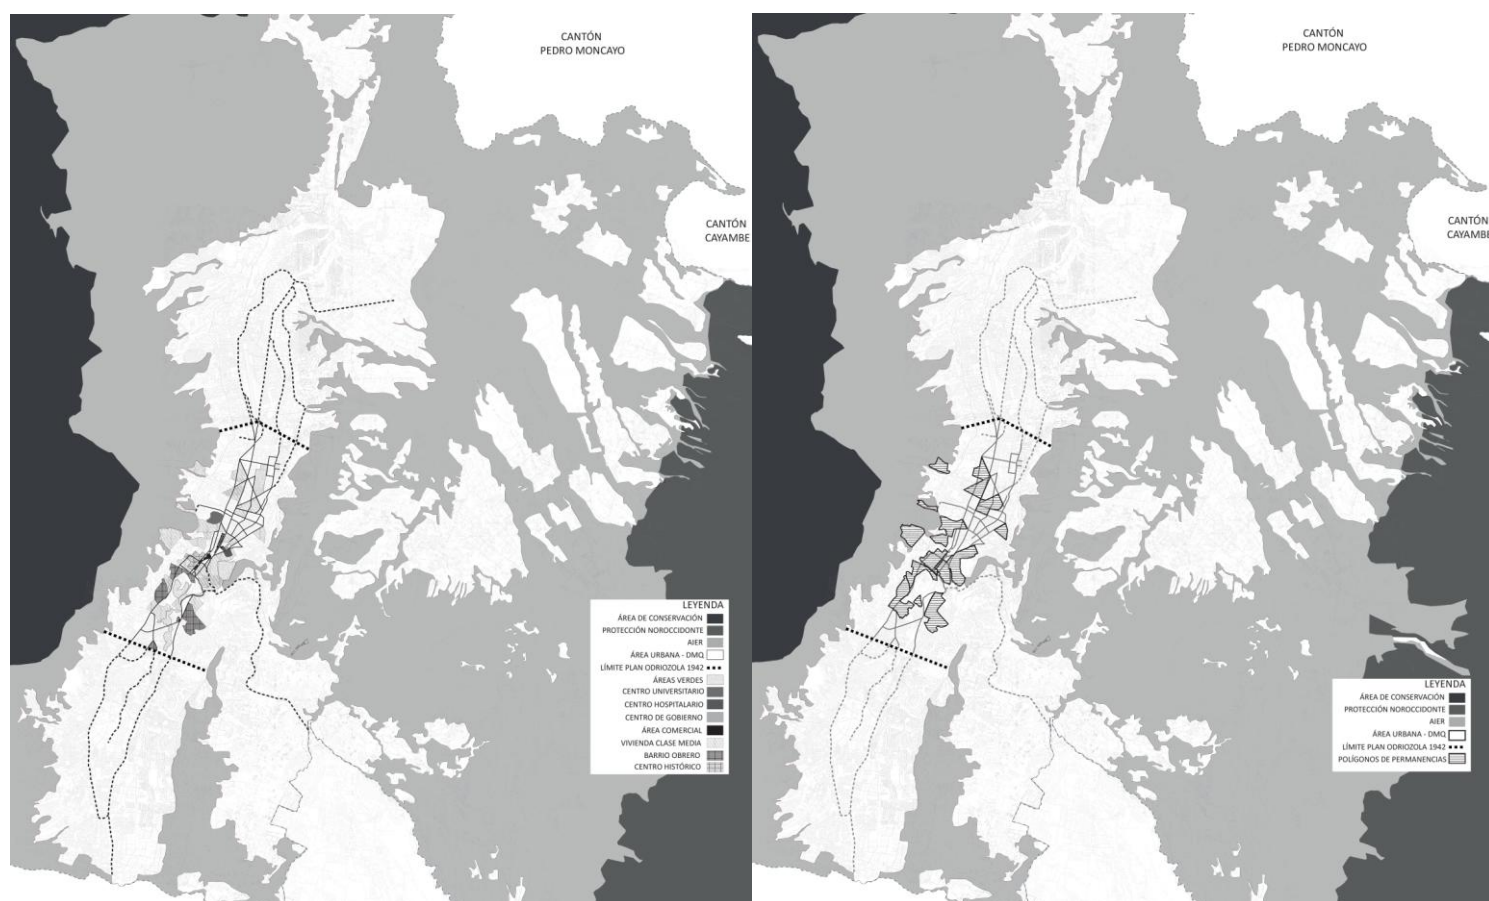 CANTÓN
PEDRO MONCAYO
CANTÓN
CAYAMBE
LEYENDA
ÁREA DE CONSERVACIÓN
PROTECCIÓN NOROCCIDONTE
AIER
ÁREA URBANA - DMQ
LÍMITE PLAN ODRIOZOLA 1942
ÁREAS VERDES
CENTRO UNIVERSITARIO
CENTRO HOSPITALARIO
CENTRO DE GOBIERNO
ÁREA COMERCIAL
VIVIENDA CLASE MEDIA
BARRIO OBRERO
CENTRO HISTÓRICO
CANTÓN
PEDRO MONCAYO
CANTÓN
CAYAMBE
LEYENDA
ÁREA DE CONSERVACIÓN
PROTECCIÓN NOROCCIDONTE
AIER
ÁREA URBANA - DMQ
LÍMITE PLAN ODRIOZOLA 1942
POLÍGONOS DE PERMANENCIAS